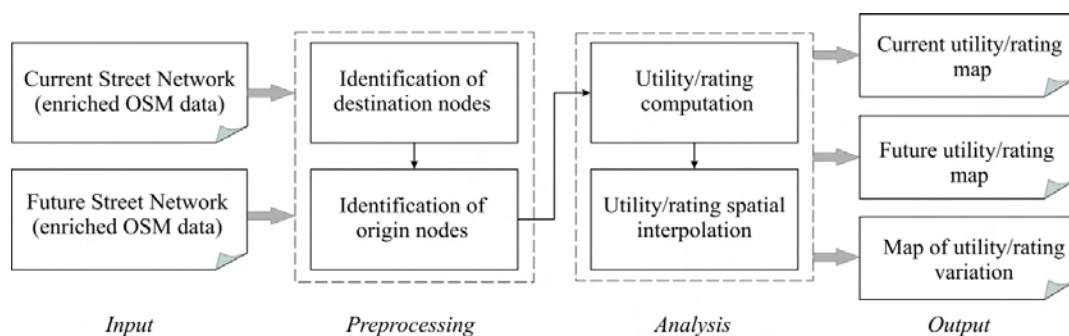 Current Street Network
(enriched OSM data)
Future Street Network
(enriched OSM data)
Input
Identification of
destination nodes
Identification of
origin nodes
Preprocessing
Utility/rating
computation
Utility/rating spatial
interpolation
Analysis
Current utility/rating
map
Future utility/rating
map
Map of utility/rating
variation
Output